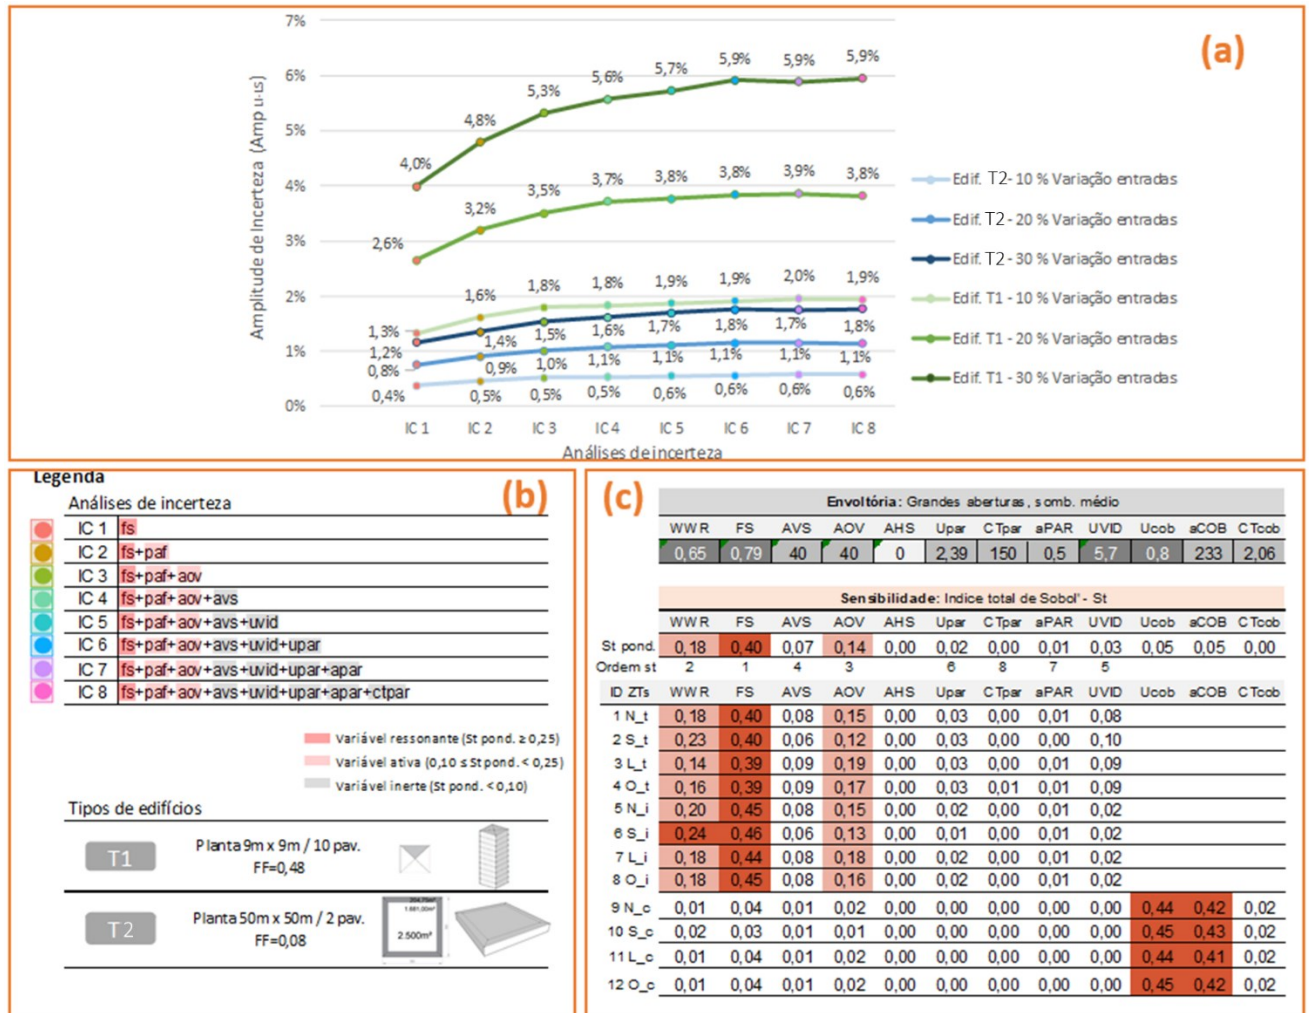 (a)
7%
6%
5%
4%
3%
2%
1%
0%
Amplitude de Incerteza (Amp u-us)
4,0%
4,8%
5,3%
5,6%
5,7%
5,9%
5,9%
5,9%
2,6%
3,2%
3,5%
3,7%
3,8%
3,8%
3,9%
3,8%
1,3%
1,6%
1,8%
1,8%
1,9%
1,9%
2,0%
1,9%
1,2%
1,4%
1,5%
1,6%
1,7%
1,8%
1,7%
1,8%
0,8%
0,9%
1,0%
1,1%
1,1%
1,1%
1,1%
1,1%
0,4%
0,5%
0,5%
0,5%
0,6%
0,6%
0,6%
0,6%
IC 1 IC 2 IC 3 IC 4 IC 5 IC 6 IC 7 IC 8
Análises de incerteza
Edif. T2- 10 % Variação entradas
Edif. T2 - 20 % Variação entradas
Edif. T2 - 30 % Variação entradas
Edif. T1 - 10 % Variação entradas
Edif. T1 - 20 % Variação entradas
Edif. T1 - 30 % Variação entradas
(b)
Legenda
Análises de incerteza
IC 1 fs
IC 2 fs+paf
IC 3 fs+paf+aov
IC 4 fs+paf+aov+avs
IC 5 fs+paf+aov+avs+uvid
IC 6 fs+paf+aov+avs+uvid+upar
IC 7 fs+paf+aov+avs+uvid+upar+apar
IC 8 fs+paf+aov+avs+uvid+upar+apar+ctpar
Variável ressonante (St pond. ≥ 0,25)
Variável ativa (0,10 ≤ St pond. < 0,25)
Variável inerte (St pond. < 0,10)
Tipos de edifícios
T1
Planta 9m x 9m / 10 pav.
FF=0,48
T2
Planta 50m x 50m / 2 pav.
FF=0,08
1.681,00m²
2.500m²
(c)
Envoltória: Grandes aberturas, somb. médio
WWR FS AVS AOV AHS Upar CTpar aPAR UVID Ucob aCOB CTcob
0,65 0,79 40 40 0 2,39 150 0,5 5,7 0,8 233 2,06
Sensibilidade: Indice total de Sobol' - St
WWR FS AVS AOV AHS Upar CTpar aPAR UVID Ucob aCOB CTcob
St pond. 0,18 0,40 0,07 0,14 0,00 0,02 0,00 0,01 0,03 0,05 0,05 0,00
Ordem st 2 1 4 3 6 8 7 5
ID ZTs WWR FS AVS AOV AHS Upar CTpar aPAR UVID Ucob aCOB CTcob
1 N_t 0,18 0,40 0,08 0,15 0,00 0,03 0,00 0,01 0,08
2 S_t 0,23 0,40 0,06 0,12 0,00 0,03 0,00 0,00 0,10
3 L_t 0,14 0,39 0,09 0,19 0,00 0,03 0,00 0,01 0,09
4 O_t 0,16 0,39 0,09 0,17 0,00 0,03 0,01 0,01 0,09
5 N_i 0,20 0,45 0,08 0,15 0,00 0,02 0,00 0,01 0,02
6 S_i 0,24 0,46 0,06 0,13 0,00 0,01 0,00 0,01 0,02
7 L_i 0,18 0,44 0,08 0,18 0,00 0,02 0,00 0,01 0,02
8 O_i 0,18 0,45 0,08 0,16 0,00 0,02 0,00 0,01 0,02
9 N_c 0,01 0,04 0,01 0,02 0,00 0,00 0,00 0,00 0,00 0,44 0,42 0,02
10 S_c 0,02 0,03 0,01 0,01 0,00 0,00 0,00 0,00 0,00 0,45 0,43 0,02
11 L_c 0,01 0,04 0,01 0,02 0,00 0,00 0,00 0,00 0,00 0,44 0,41 0,02
12 O_c 0,01 0,04 0,01 0,02 0,00 0,00 0,00 0,00 0,00 0,45 0,42 0,02